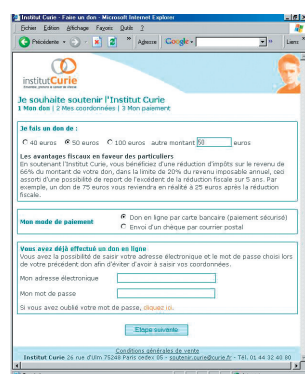 Institut Curie - Faire un don - Microsoft Internet Explorer
Fichier Edition Affichage Favoris Outils ?
Précédente Adresse Google Liens
institutCurie
Je souhaite soutenir l'Institut Curie
1 Mon don | 2 Mes coordonnées | 3 Mon paiement
Je fais un don de :
40 euros 50 euros 100 euros autre montant 50 euros
Les avantages fiscaux en faveur des particuliers
En soutenant l'Institut Curie, vous bénéficiez d'une réduction d'impôts sur le revenu de
66% du montant de votre don, dans la limite de 20% du revenu imposable annuel, ceci
assorti d'une possibilité de report de l'excédent de la réduction fiscale sur 5 ans. Par
exemple, un don de 75 euros vous reviendra en réalité à 25 euros après la réduction
fiscale.
Mon mode de paiement
Don en ligne par carte bancaire (paiement sécurisé)
Envoi d'un chèque par courrier postal
Vous avez déjà effectué un don en ligne
Vous avez la possibilité de saisir votre adresse électronique et le mot de passe choisi lors
de votre précédent don afin d'éviter d'avoir à saisir vos coordonnées.
Mon adresse électronique
Mon mot de passe
Si vous avez oublié votre mot de passe, cliquez ici.
Etape suivante
Conditions générales de vente
Institut Curie 26 rue d'Ulm 75248 Paris cedex 05 - soutenir.curie@curie.fr - Tél. 01 44 32 40 80